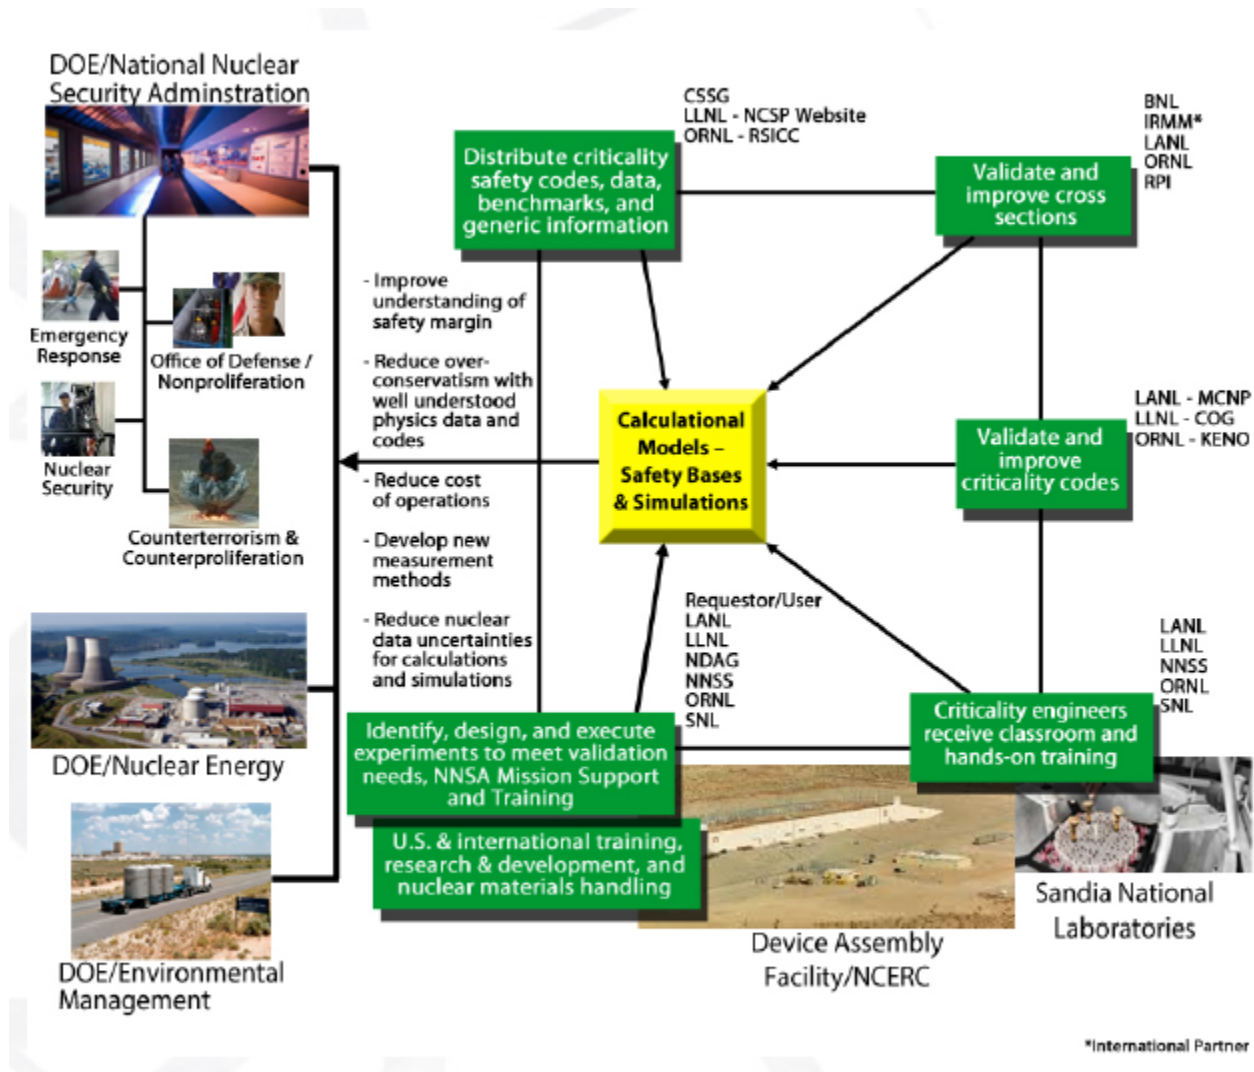 DOE/National Nuclear
Security Adminstration
Emergency
Response
Office of Defense /
Nonproliferation
Nuclear
Security
Counterterrorism &
Counterproliferation
DOE/Nuclear Energy
DOE/Environmental
Management
- Improve
understanding of
safety margin
- Reduce over-
conservatism with
well understood
physics data and
codes
- Reduce cost
of operations
- Develop new
measurement
methods
- Reduce nuclear
data uncertainties
for calculations
and simulations
CSSG
LLNL - NCSP Website
ORNL - RSICC
Distribute criticality
safety codes, data,
benchmarks, and
generic information
BNL
IRMM*
LANL
ORNL
RPI
Validate and
improve cross
sections
Calculational
Models –
Safety Bases
& Simulations
LANL - MCNP
LLNL - COG
ORNL - KENO
Validate and
improve
criticality codes
Requestor/User
LANL
LLNL
NDAG
NNSS
ORNL
SNL
Identify, design, and execute
experiments to meet validation
needs, NNSA Mission Support
and Training
U.S. & international training,
research & development, and
nuclear materials handling
LANL
LLNL
NNSS
ORNL
SNL
Criticality engineers
receive classroom and
hands-on training
Device Assembly
Facility/NCERC
Sandia National
Laboratories
*International Partner